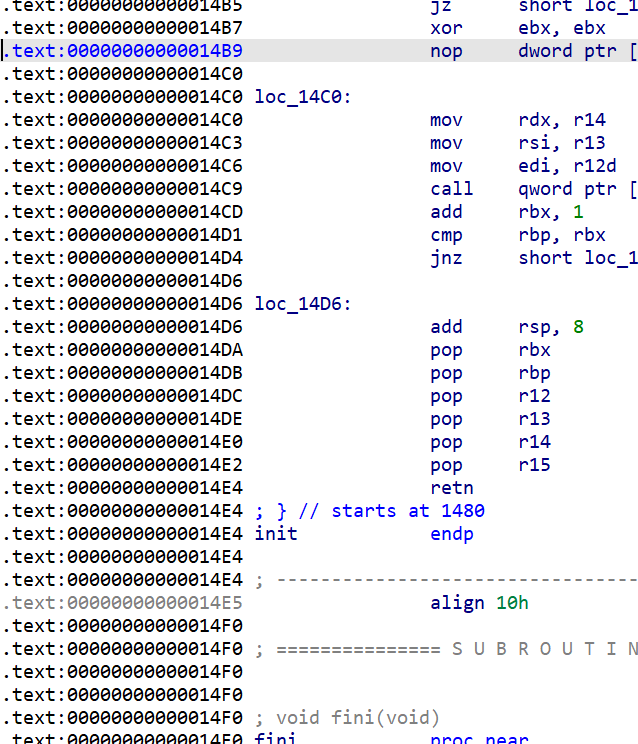 .text:00000000000014B5 jz short loc_1
.text:00000000000014B7 xor ebx, ebx
.text:00000000000014B9 nop dword ptr [
.text:00000000000014C0
.text:00000000000014C0 loc_14C0:
.text:00000000000014C0 mov rdx, r14
.text:00000000000014C3 mov rsi, r13
.text:00000000000014C6 mov edi, r12d
.text:00000000000014C9 call qword ptr [
.text:00000000000014CD add rbx, 1
.text:00000000000014D1 cmp rbp, rbx
.text:00000000000014D4 jnz short loc_1
.text:00000000000014D6
.text:00000000000014D6 loc_14D6:
.text:00000000000014D6 add rsp, 8
.text:00000000000014DA pop rbx
.text:00000000000014DB pop rbp
.text:00000000000014DC pop r12
.text:00000000000014DE pop r13
.text:00000000000014E0 pop r14
.text:00000000000014E2 pop r15
.text:00000000000014E4 retn
.text:00000000000014E4 ; } // starts at 1480
.text:00000000000014E4 init endp
.text:00000000000014E4
.text:00000000000014E4 ; ---------------------------------
.text:00000000000014E5 align 10h
.text:00000000000014F0
.text:00000000000014F0 ; =============== S U B R O U T I N
.text:00000000000014F0
.text:00000000000014F0
.text:00000000000014F0 ; void fini(void)
.text:00000000000014F0 fini proc near